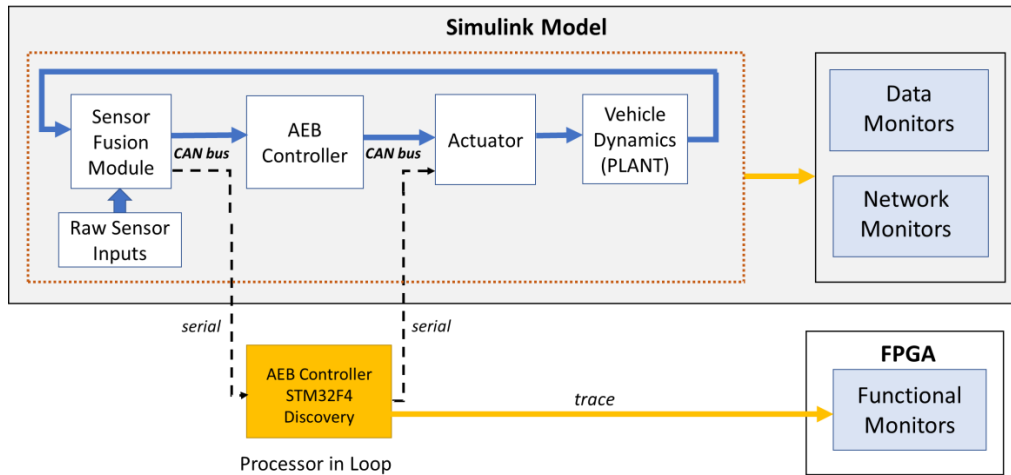 Simulink Model
Sensor
Fusion
Module
CAN bus
AEB
Controller
CAN bus
Actuator
Vehicle
Dynamics
(PLANT)
Raw Sensor
Inputs
Data
Monitors
Network
Monitors
serial
serial
AEB Controller
STM32F4
Discovery
Processor in Loop
trace
FPGA
Functional
Monitors